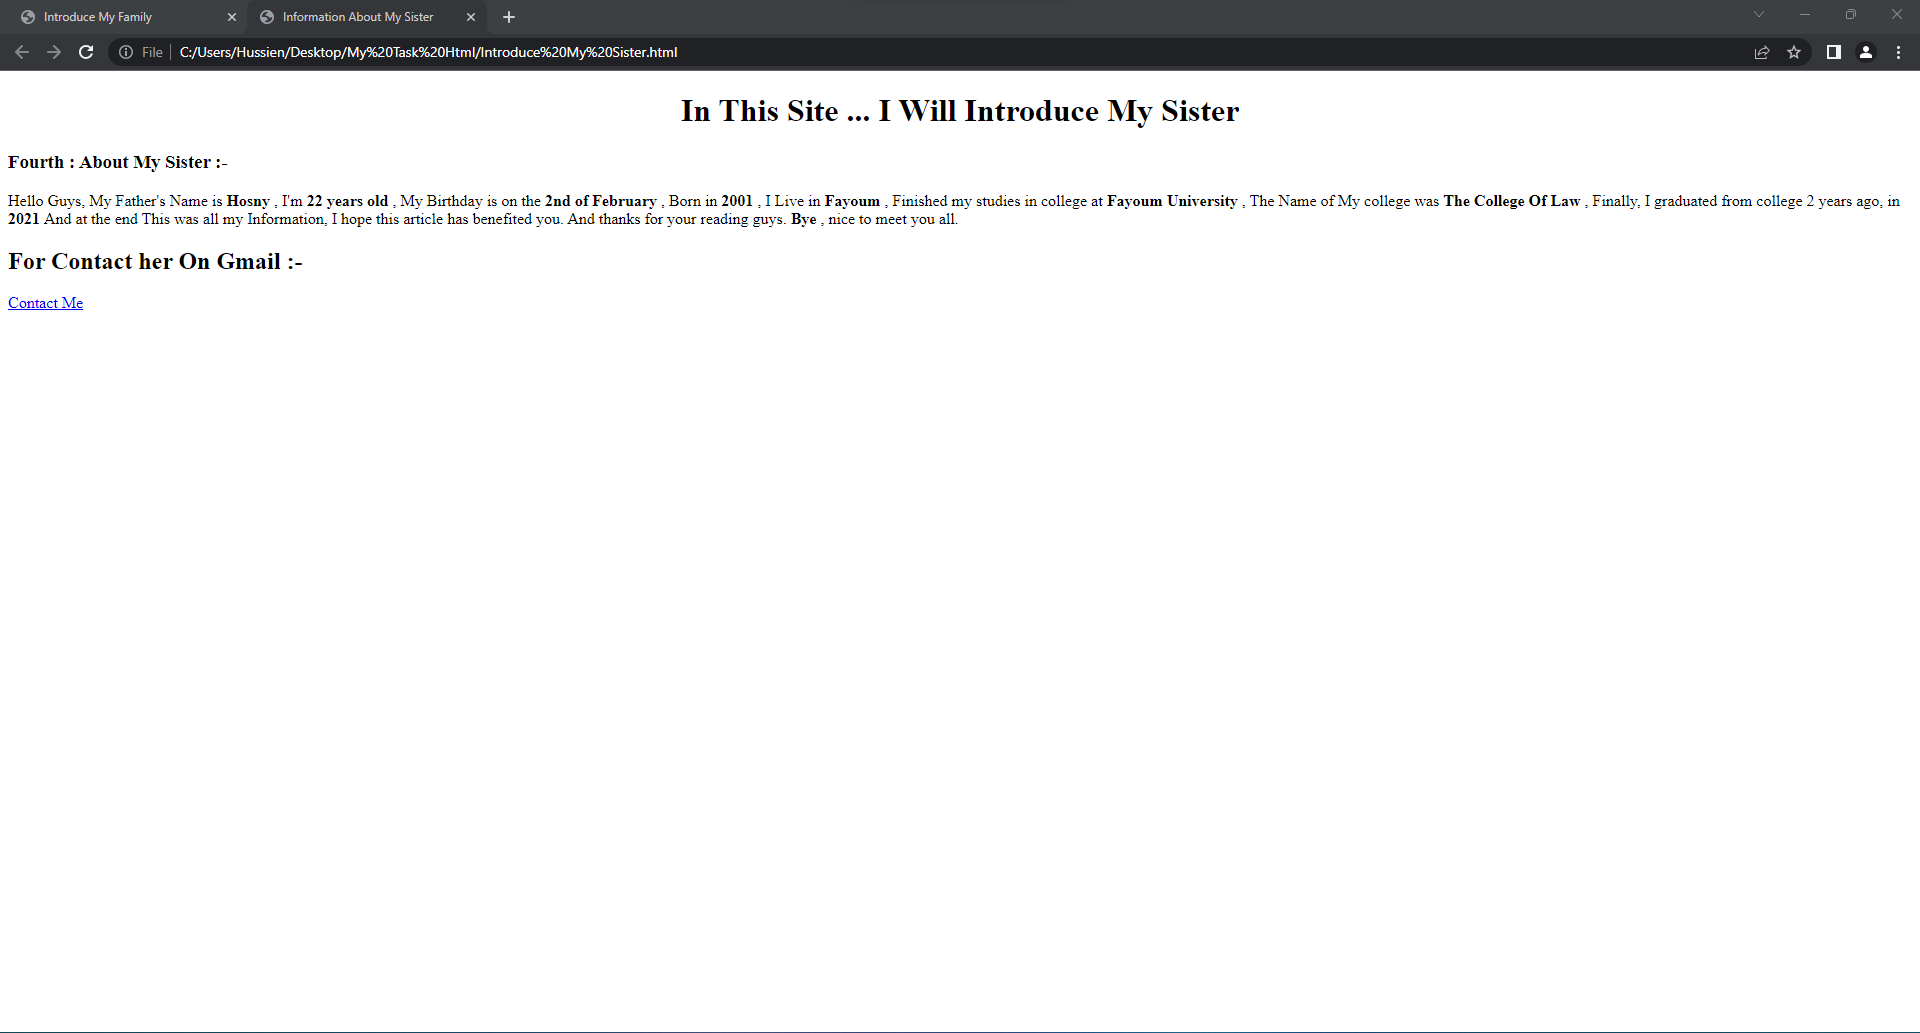 Introduce My Family
Information About My Sister
File
C:/Users/Hussien/Desktop/My%20Task%20Html/Introduce%20My%20Sister.html
In This Site ... I Will Introduce My Sister
Fourth : About My Sister :-
Hello Guys, My Father's Name is Hosny , I'm 22 years old , My Birthday is on the 2nd of February , Born in 2001 , I Live in Fayoum , Finished my studies in college at Fayoum University , The Name of My college was The College Of Law , Finally, I graduated from college 2 years ago, in
2021 And at the end This was all my Information, I hope this article has benefited you. And thanks for your reading guys. Bye , nice to meet you all.
For Contact her On Gmail :-
Contact Me